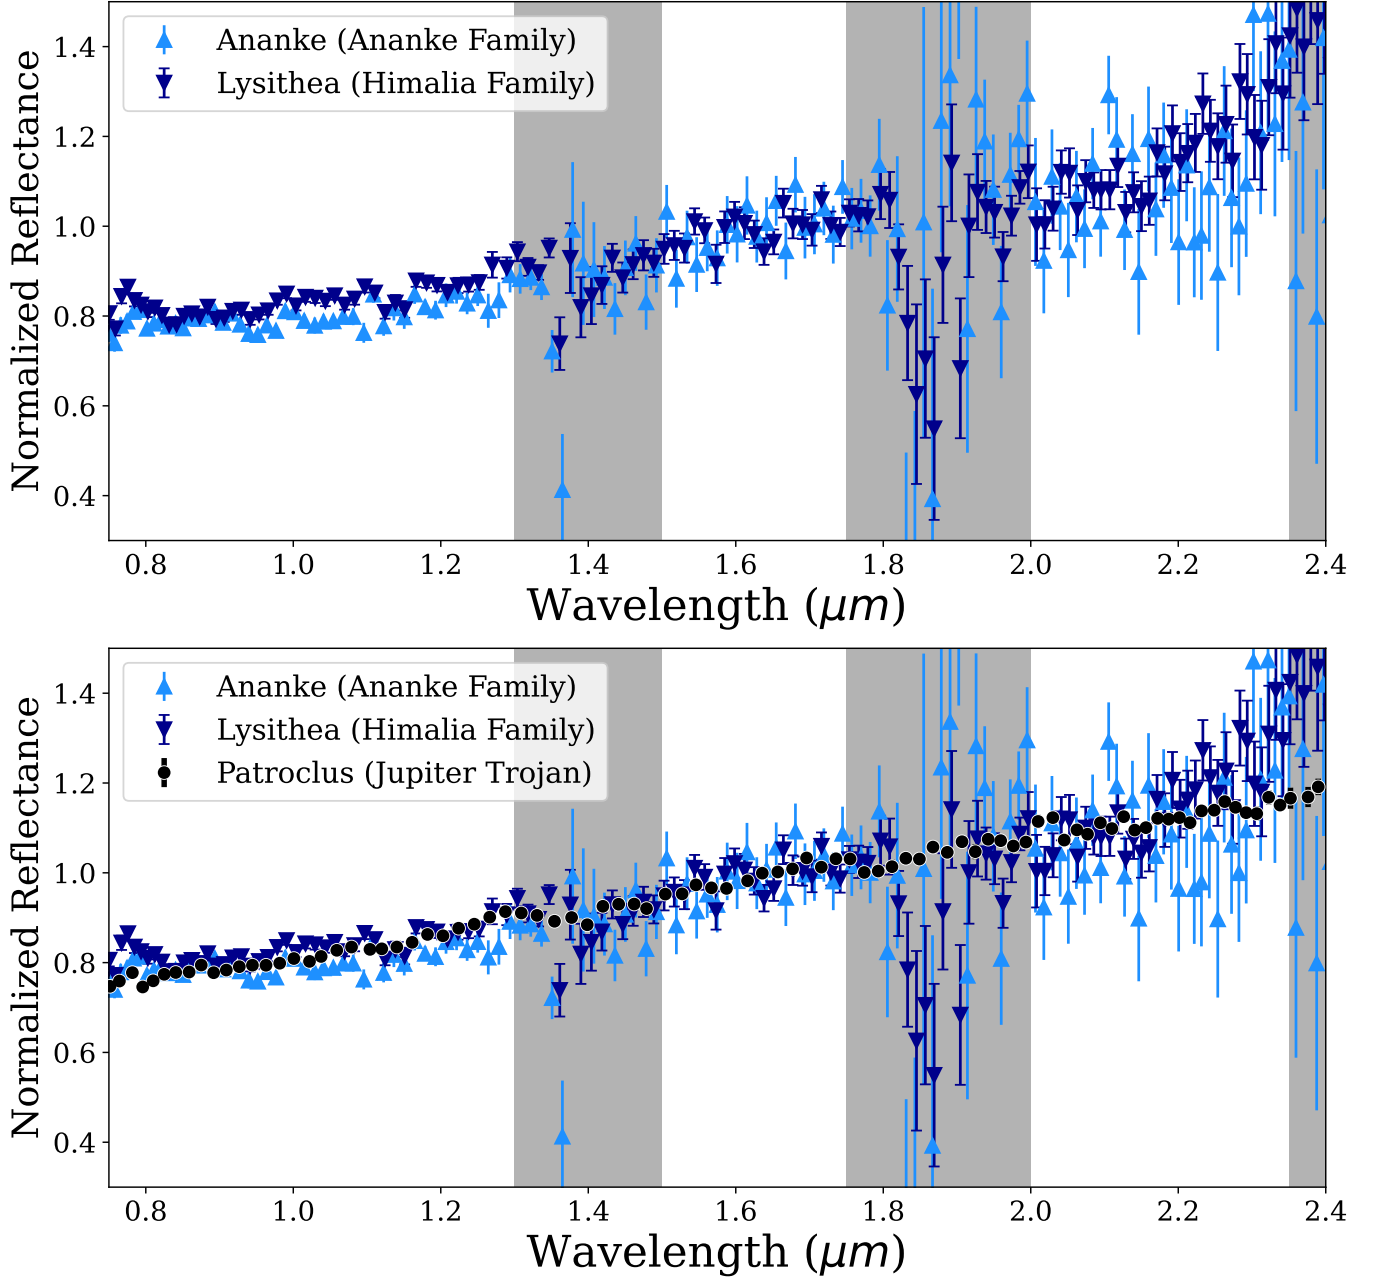 Normalized Reflectance
1.4
1.2
1.0
0.8
0.6
0.4
Ananke (Ananke Family)
Lysithea (Himalia Family)
0.8 1.0 1.2 1.4 1.6 1.8 2.0 2.2 2.4
Wavelength (μm)
Normalized Reflectance
1.4
1.2
1.0
0.8
0.6
0.4
Ananke (Ananke Family)
Lysithea (Himalia Family)
Patroclus (Jupiter Trojan)
0.8 1.0 1.2 1.4 1.6 1.8 2.0 2.2 2.4
Wavelength (μm)